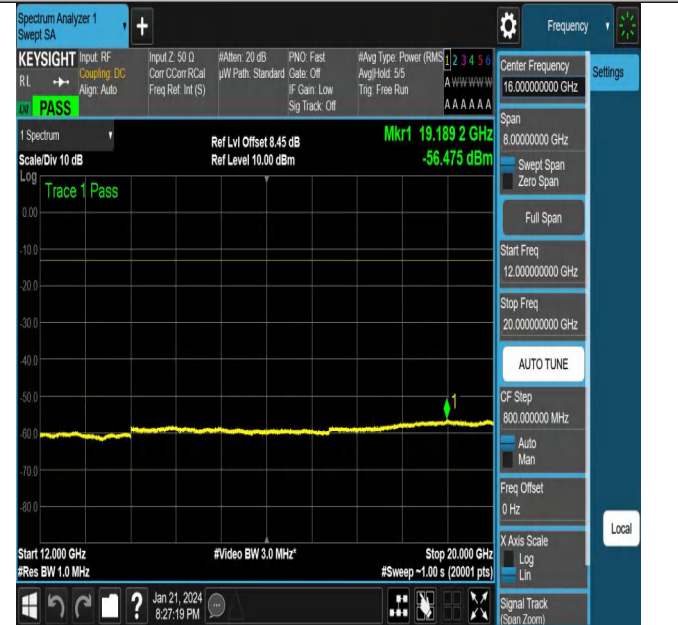 Spectrum Analyzer 1
Swept SA
+
Frequency
KEYSIGHT
RL
LXI PASS
Input: RF
Coupling: DC
Align: Auto
Input Z: 50 Ω
Corr CCorr RCal
Freq Ref: Int (S)
#Atten: 20 dB
µW Path: Standard
PNO: Fast
Gate: Off
IF Gain: Low
Sig Track: Off
#Avg Type: Power (RMS
Avg|Hold: 5/5
Trig: Free Run
1 2 3 4 5 6
A W W W W W
A A A A A A
1 Spectrum
Scale/Div 10 dB
Log
Ref Lvl Offset 8.45 dB
Ref Level 10.00 dBm
Mkr1 19.189 2 GHz
-56.475 dBm
Trace 1 Pass
0.00
-10.0
-20.0
-30.0
-40.0
-50.0
-60.0
-70.0
-80.0
1
Start 12.000 GHz
#Res BW 1.0 MHz
#Video BW 3.0 MHz*
Stop 20.000 GHz
#Sweep ~1.00 s (20001 pts)
Center Frequency
16.000000000 GHz
Settings
Span
8.00000000 GHz
Swept Span
Zero Span
Full Span
Start Freq
12.000000000 GHz
Stop Freq
20.000000000 GHz
AUTO TUNE
CF Step
800.000000 MHz
Auto
Man
Freq Offset
0 Hz
X Axis Scale
Log
Lin
Local
Signal Track
(Span Zoom)
?
Jan 21, 2024
8:27:19 PM